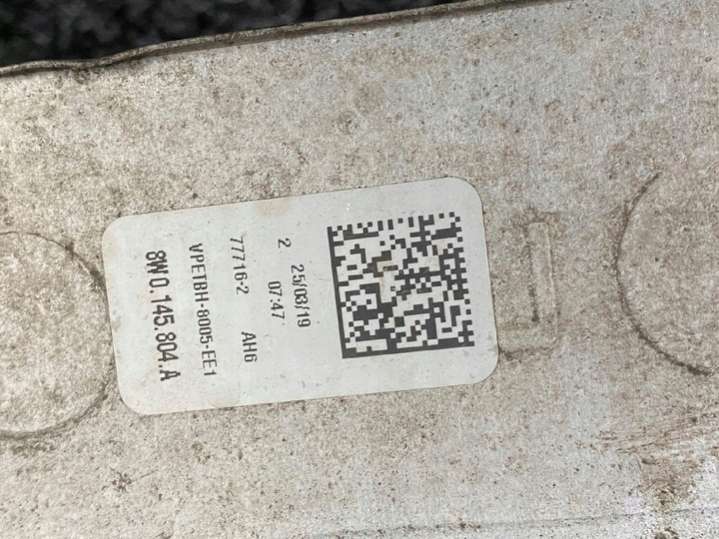 2 25/03/19
07:47
77716-2 AH6
VPETBH-8005-EE1
8W0.145.804.A